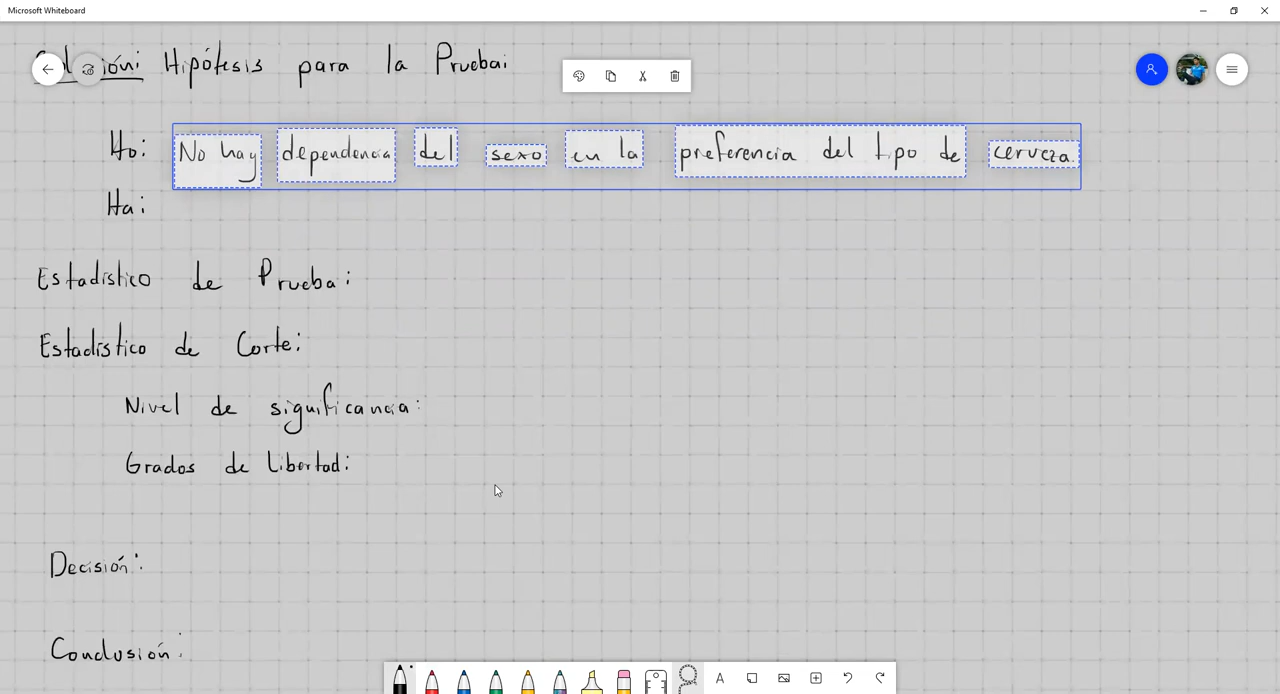 Microsoft Whiteboard
Solución: Hipótesis para la Prueba:
Ho: No hay dependencia del sexo en la preferencia del tipo de cerveza.
Ha:
Estadístico de Prueba:
Estadístico de Corte:
Nivel de significancia:
Grados de libertad:
Decisión:
Conclusión: